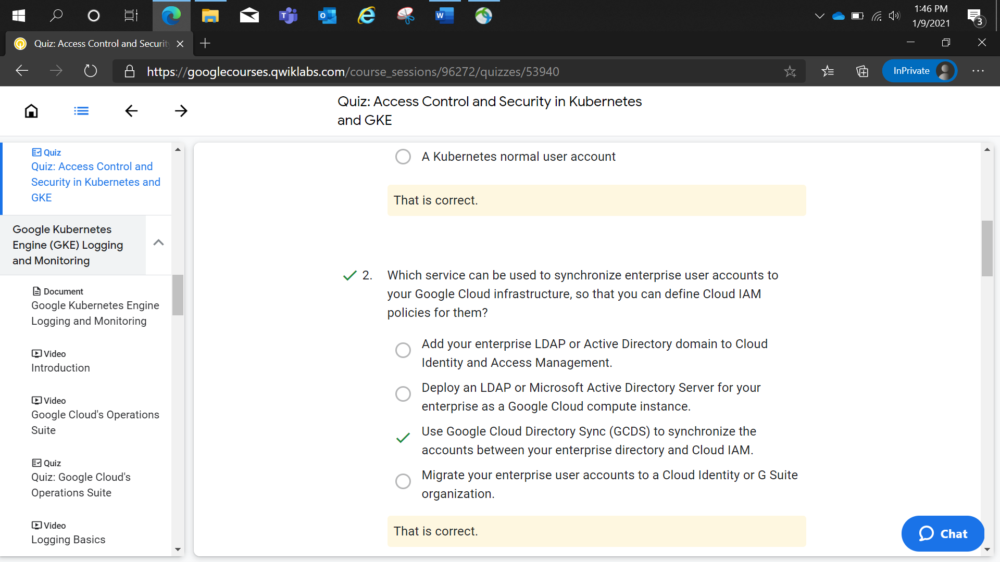 1:46 PM
1/9/2021
3
Quiz: Access Control and Securit
https://googlecourses.qwiklabs.com/course_sessions/96272/quizzes/53940
InPrivate
Quiz: Access Control and Security in Kubernetes
and GKE
Quiz
Quiz: Access Control and
Security in Kubernetes and
GKE
Google Kubernetes
Engine (GKE) Logging
and Monitoring
Document
Google Kubernetes Engine
Logging and Monitoring
Video
Introduction
Video
Google Cloud's Operations
Suite
Quiz
Quiz: Google Cloud's
Operations Suite
Video
Logging Basics
A Kubernetes normal user account
That is correct.
2. Which service can be used to synchronize enterprise user accounts to
your Google Cloud infrastructure, so that you can define Cloud IAM
policies for them?
Add your enterprise LDAP or Active Directory domain to Cloud
Identity and Access Management.
Deploy an LDAP or Microsoft Active Directory Server for your
enterprise as a Google Cloud compute instance.
Use Google Cloud Directory Sync (GCDS) to synchronize the
accounts between your enterprise directory and Cloud IAM.
Migrate your enterprise user accounts to a Cloud Identity or G Suite
organization.
That is correct.
Chat